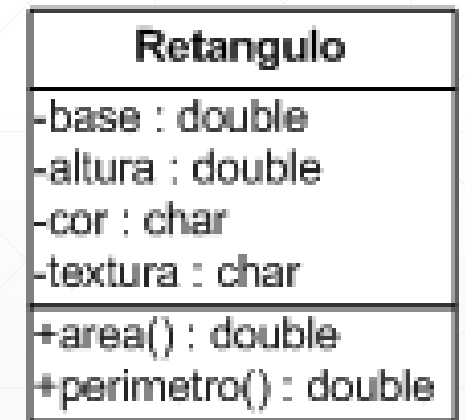 Retangulo
-base : double
-altura : double
-cor : char
-textura : char
+area() : double
+perimetro() : double